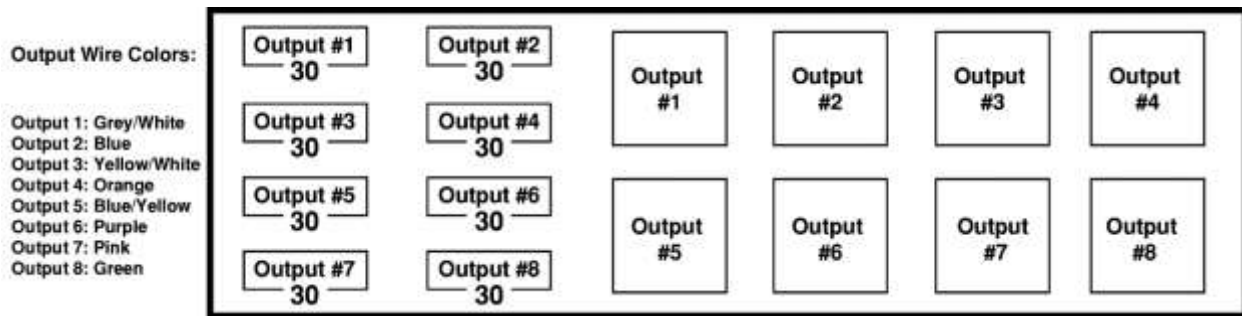 Output Wire Colors:
Output 1: Grey/White
Output 2: Blue
Output 3: Yellow/White
Output 4: Orange
Output 5: Blue/Yellow
Output 6: Purple
Output 7: Pink
Output 8: Green
Output #1
30
Output #2
30
Output #3
30
Output #4
30
Output #5
30
Output #6
30
Output #7
30
Output #8
30
Output
#1
Output
#2
Output
#3
Output
#4
Output
#5
Output
#6
Output
#7
Output
#8